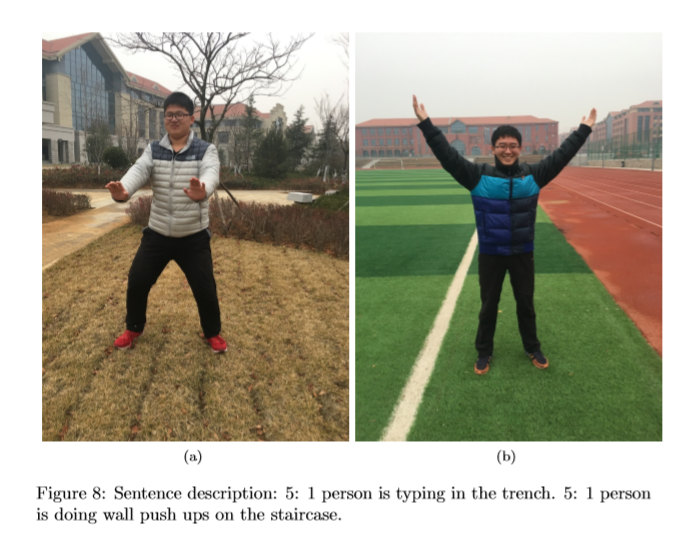 (a)
(b)
Figure 8: Sentence description: 5: 1 person is typing in the trench. 5: 1 person
is doing wall push ups on the staircase.